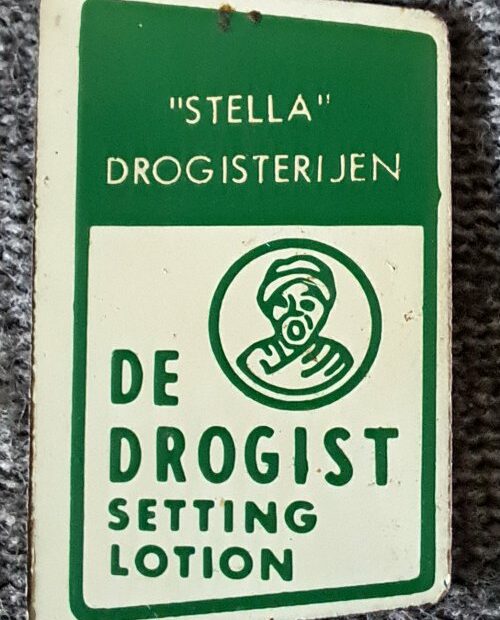 "STELLA"
DROGISTERIJEN
DE
DROGIST
SETTING
LOTION